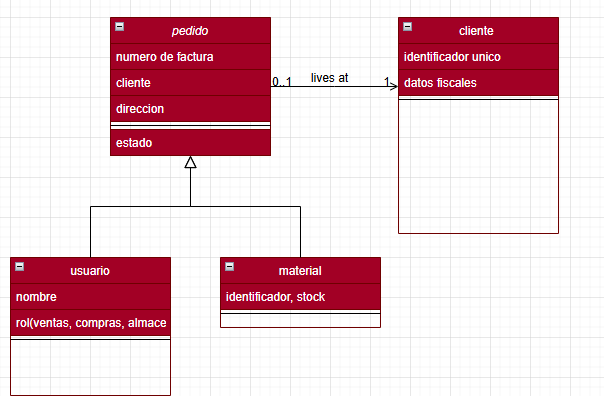 pedido
numero de factura
cliente
direccion
estado
0..1 lives at 1
cliente
identificador unico
datos fiscales
usuario
nombre
rol(ventas, compras, almace
material
identificador, stock